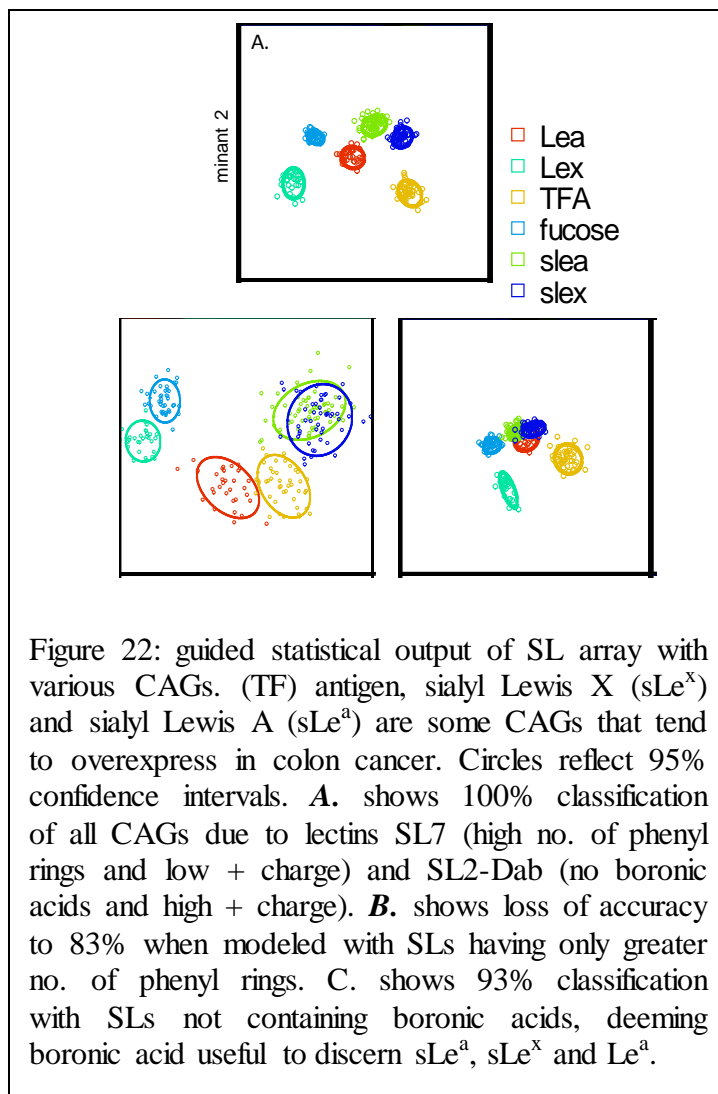 A.
minant 2
Lea
Lex
TFA
fucose
slea
slex
Figure 22: guided statistical output of SL array with
various CAGs. (TF) antigen, sialyl Lewis X (sLeˣ)
and sialyl Lewis A (sLeᵃ) are some CAGs that tend
to overexpress in colon cancer. Circles reflect 95%
confidence intervals. A. shows 100% classification
of all CAGs due to lectins SL7 (high no. of phenyl
rings and low + charge) and SL2-Dab (no boronic
acids and high + charge). B. shows loss of accuracy
to 83% when modeled with SLs having only greater
no. of phenyl rings. C. shows 93% classification
with SLs not containing boronic acids, deeming
boronic acid useful to discern sLeᵃ, sLeˣ and Leᵃ.